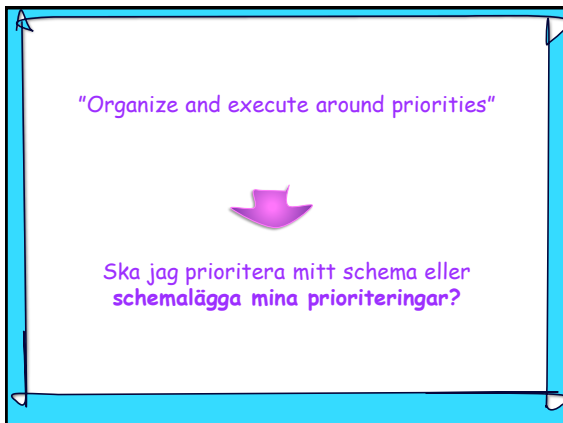 ”Organize and execute around priorities”
Ska jag prioritera mitt schema eller
schemalägga mina prioriteringar?